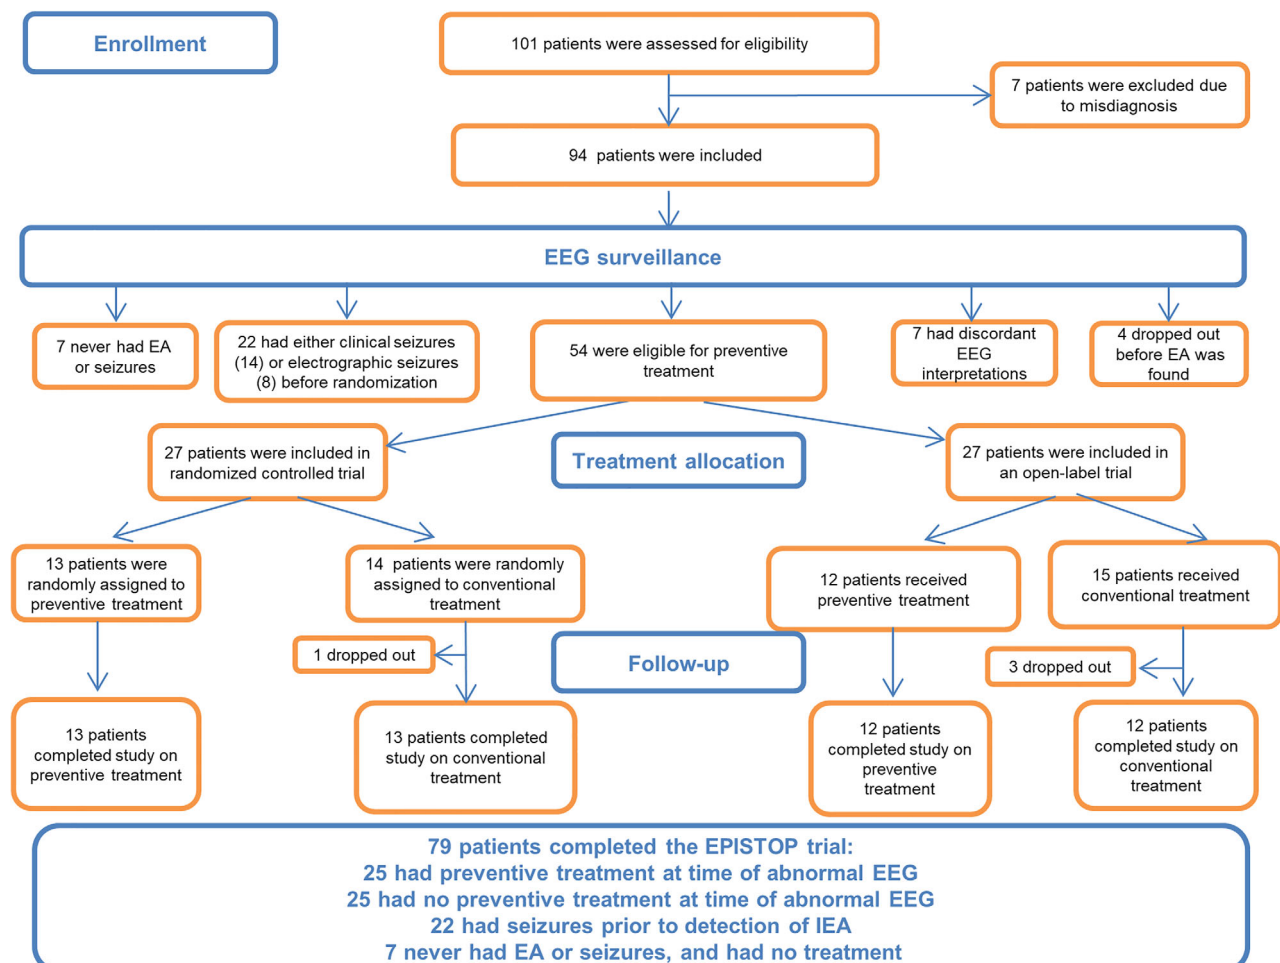 Enrollment
101 patients were assessed for eligibility
7 patients were excluded due
to misdiagnosis
94 patients were included
EEG surveillance
7 never had EA
or seizures
22 had either clinical seizures
(14) or electrographic seizures
(8) before randomization
54 were eligible for preventive
treatment
7 had discordant
EEG
interpretations
4 dropped out
before EA was
found
27 patients were included in
randomized controlled trial
Treatment allocation
27 patients were included in
an open-label trial
13 patients were
randomly assigned to
preventive treatment
14 patients were randomly
assigned to conventional
treatment
12 patients received
preventive treatment
15 patients received
conventional treatment
1 dropped out
Follow-up
3 dropped out
13 patients
completed study on
preventive treatment
13 patients completed
study on conventional
treatment
12 patients
completed study on
preventive
treatment
12 patients
completed study on
conventional
treatment
79 patients completed the EPISTOP trial:
25 had preventive treatment at time of abnormal EEG
25 had no preventive treatment at time of abnormal EEG
22 had seizures prior to detection of IEA
7 never had EA or seizures, and had no treatment